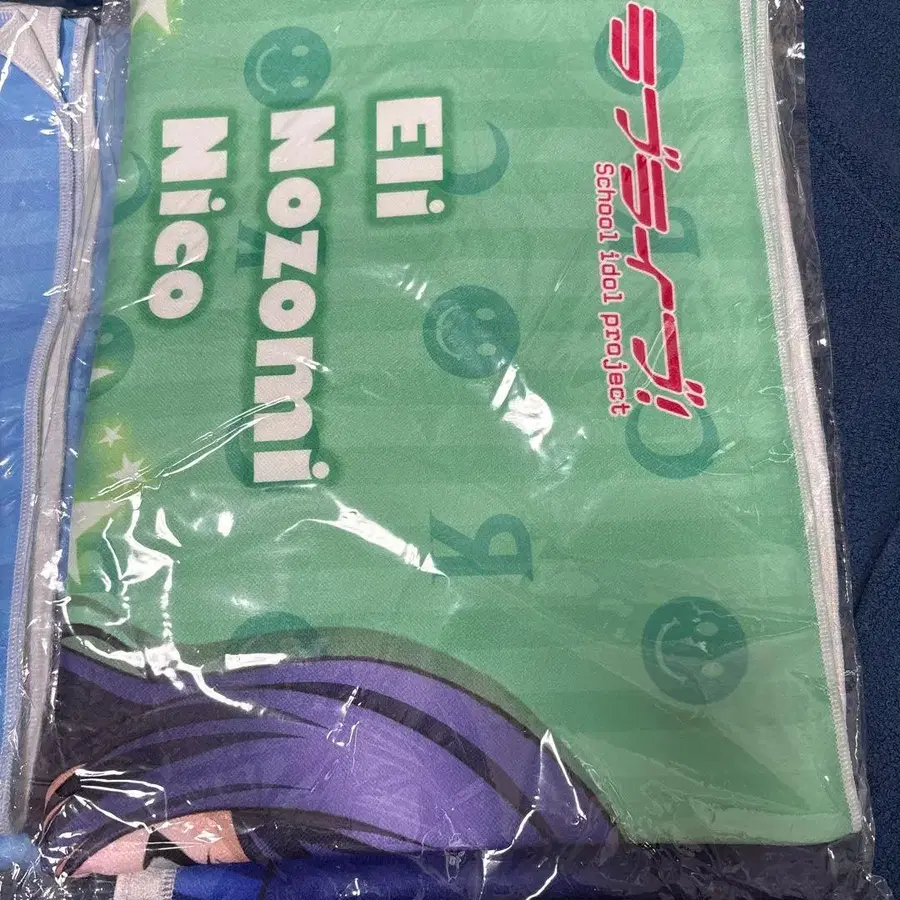 ラブライブ!
School idol project
Eli
Nozomi
Nico
Я
Я